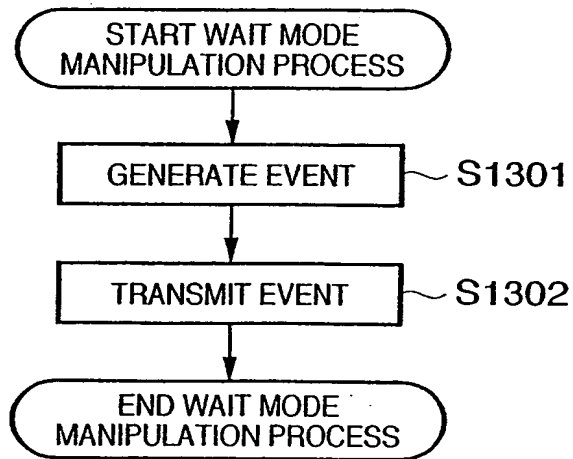 START WAIT MODE
MANIPULATION PROCESS
GENERATE EVENT
S1301
TRANSMIT EVENT
S1302
END WAIT MODE
MANIPULATION PROCESS